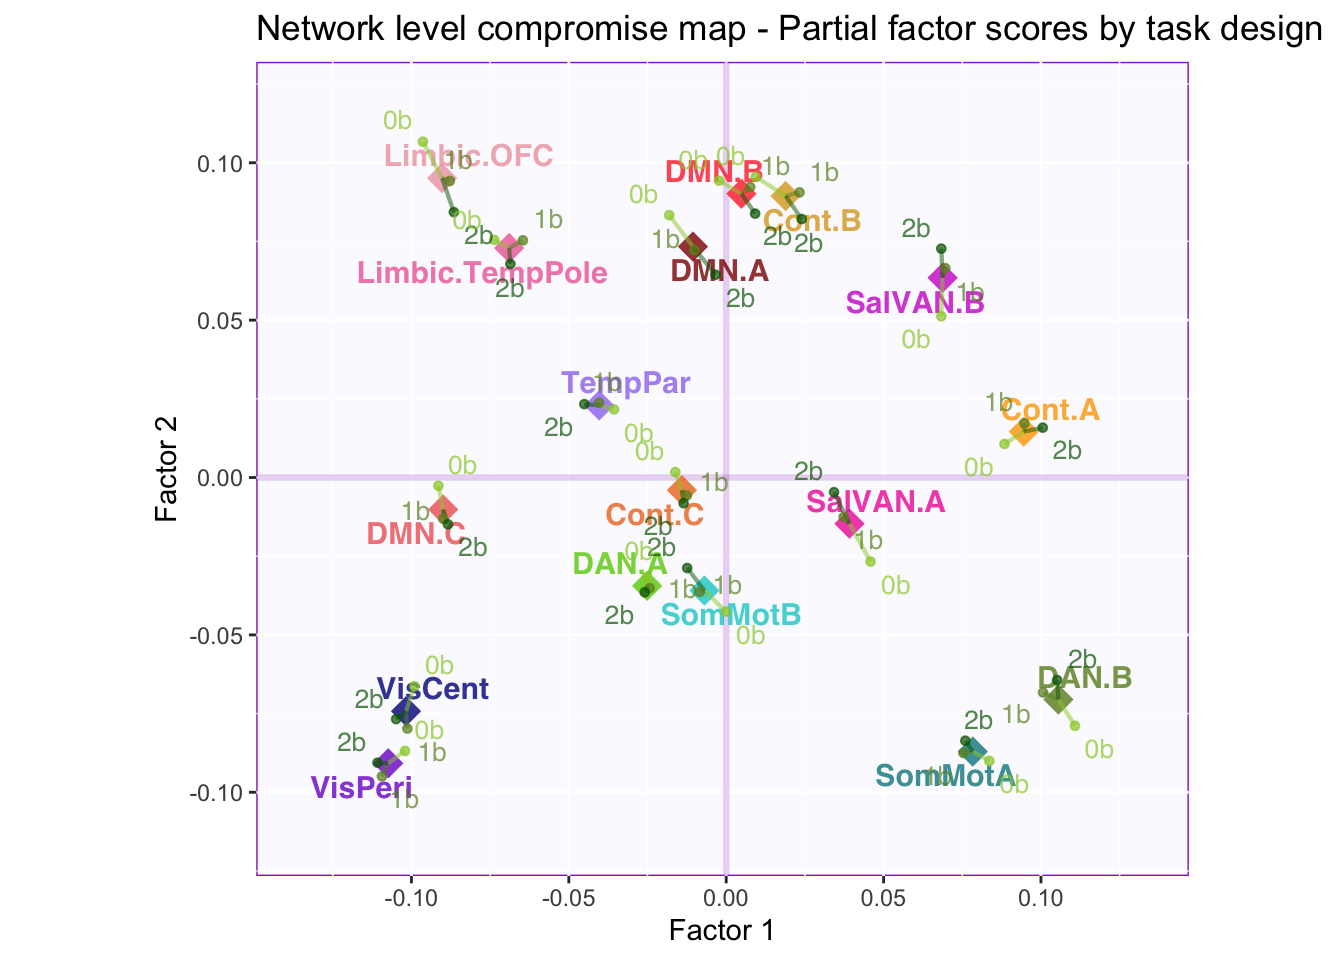 Network level compromise map - Partial factor scores by task design
0b
Limbic.OFC
1b
0b
0b
DMN.B
1b
1b
0b
0b
1b
2b
Cont.B
2b
2b
2b
1b
DMN.A
Limbic.TempPole
2b
2b
SalVAN.B
1b
0b
TempPar
1b
2b
0b
0b
1b
Cont.A
2b
0b
0b
DMN.C
1b
2b
1b
Cont.C
2b
2b
2b
SalVAN.A
1b
0b
0b
DAN.A
2b
1b
1b
SomMotB
0b
0b
VisCent
2b
0b
2b
1b
VisPeri
1b
2b
DAN.B
1b
0b
2b
SomMotA
1b
0b
0.10
0.05
0.00
-0.05
-0.10
Factor 2
-0.10
-0.05
0.00
0.05
0.10
Factor 1